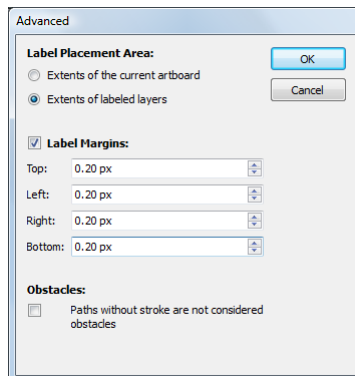 Advanced
Label Placement Area:
OK
Extents of the current artboard
Cancel
Extents of labeled layers
Label Margins:
Top: 0.20 px
Left: 0.20 px
Right: 0.20 px
Bottom: 0.20 px
Obstacles:
Paths without stroke are not considered
obstacles